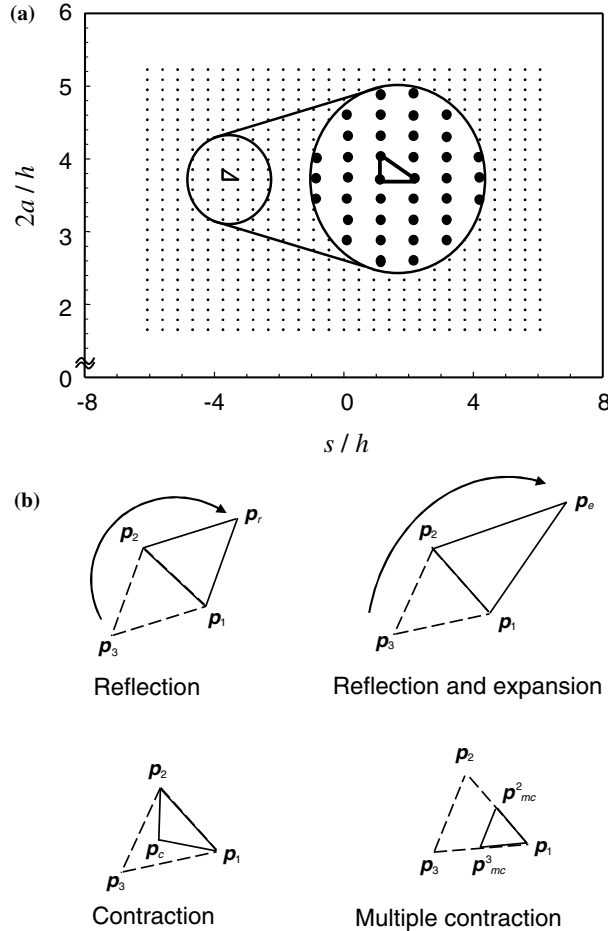 (a)
6
5
4
3
2
0
2a / h
-8
-4
0
4
8
s / h
(b)
p2
pr
p1
p3
Reflection
pe
p2
p1
p3
Reflection and expansion
p2
pc
p1
p3
Contraction
p2
p²mc
p1
p3
p³mc
Multiple contraction